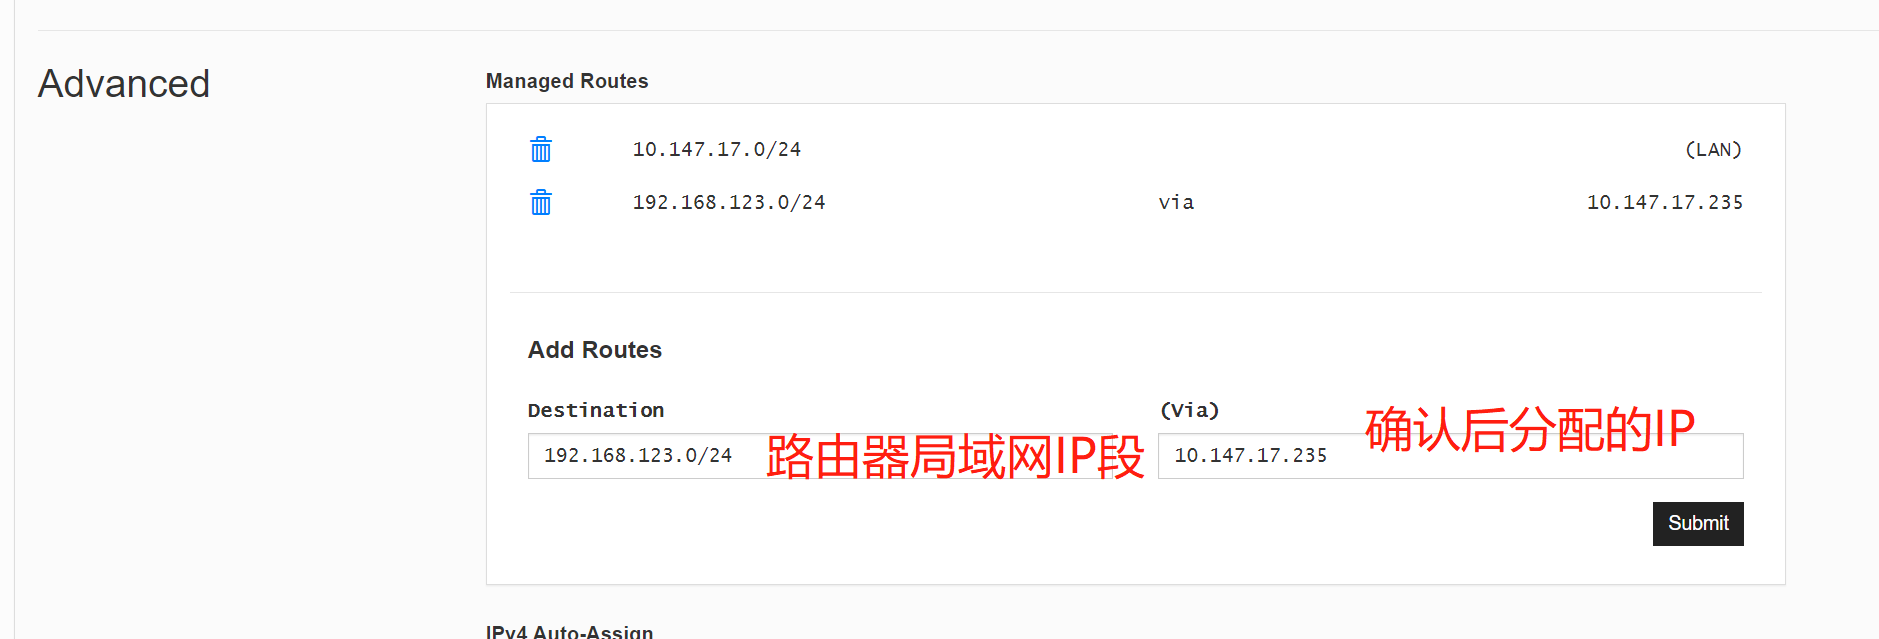 Advanced
Managed Routes
10.147.17.0/24 (LAN)
192.168.123.0/24 via 10.147.17.235
Add Routes
Destination (Via)
192.168.123.0/24 路由器局域网IP段 10.147.17.235 确认后分配的IP
Submit
IPv4 Auto-Assign